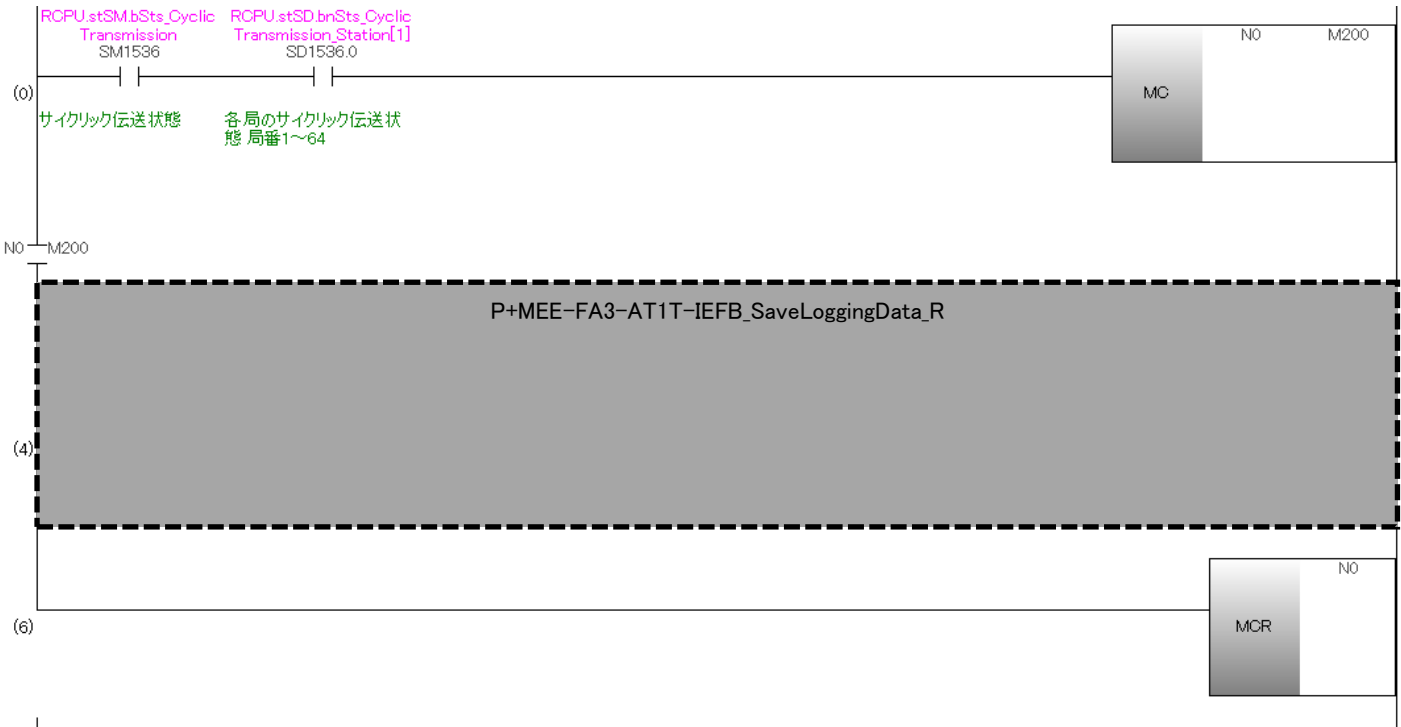 RCPU.stSM.bSts_Cyclic RCPU.stSD.bnSts_Cyclic
Transmission Transmission_Station[1]
SM1536 SD1536.0
N0 M200
(0)
MC
サイクリック伝送状態 各局のサイクリック伝送状
態 局番1～64
N0 M200
P+MEE-FA3-AT1T-IEFB_SaveLoggingData_R
(4)
N0
(6)
MCR